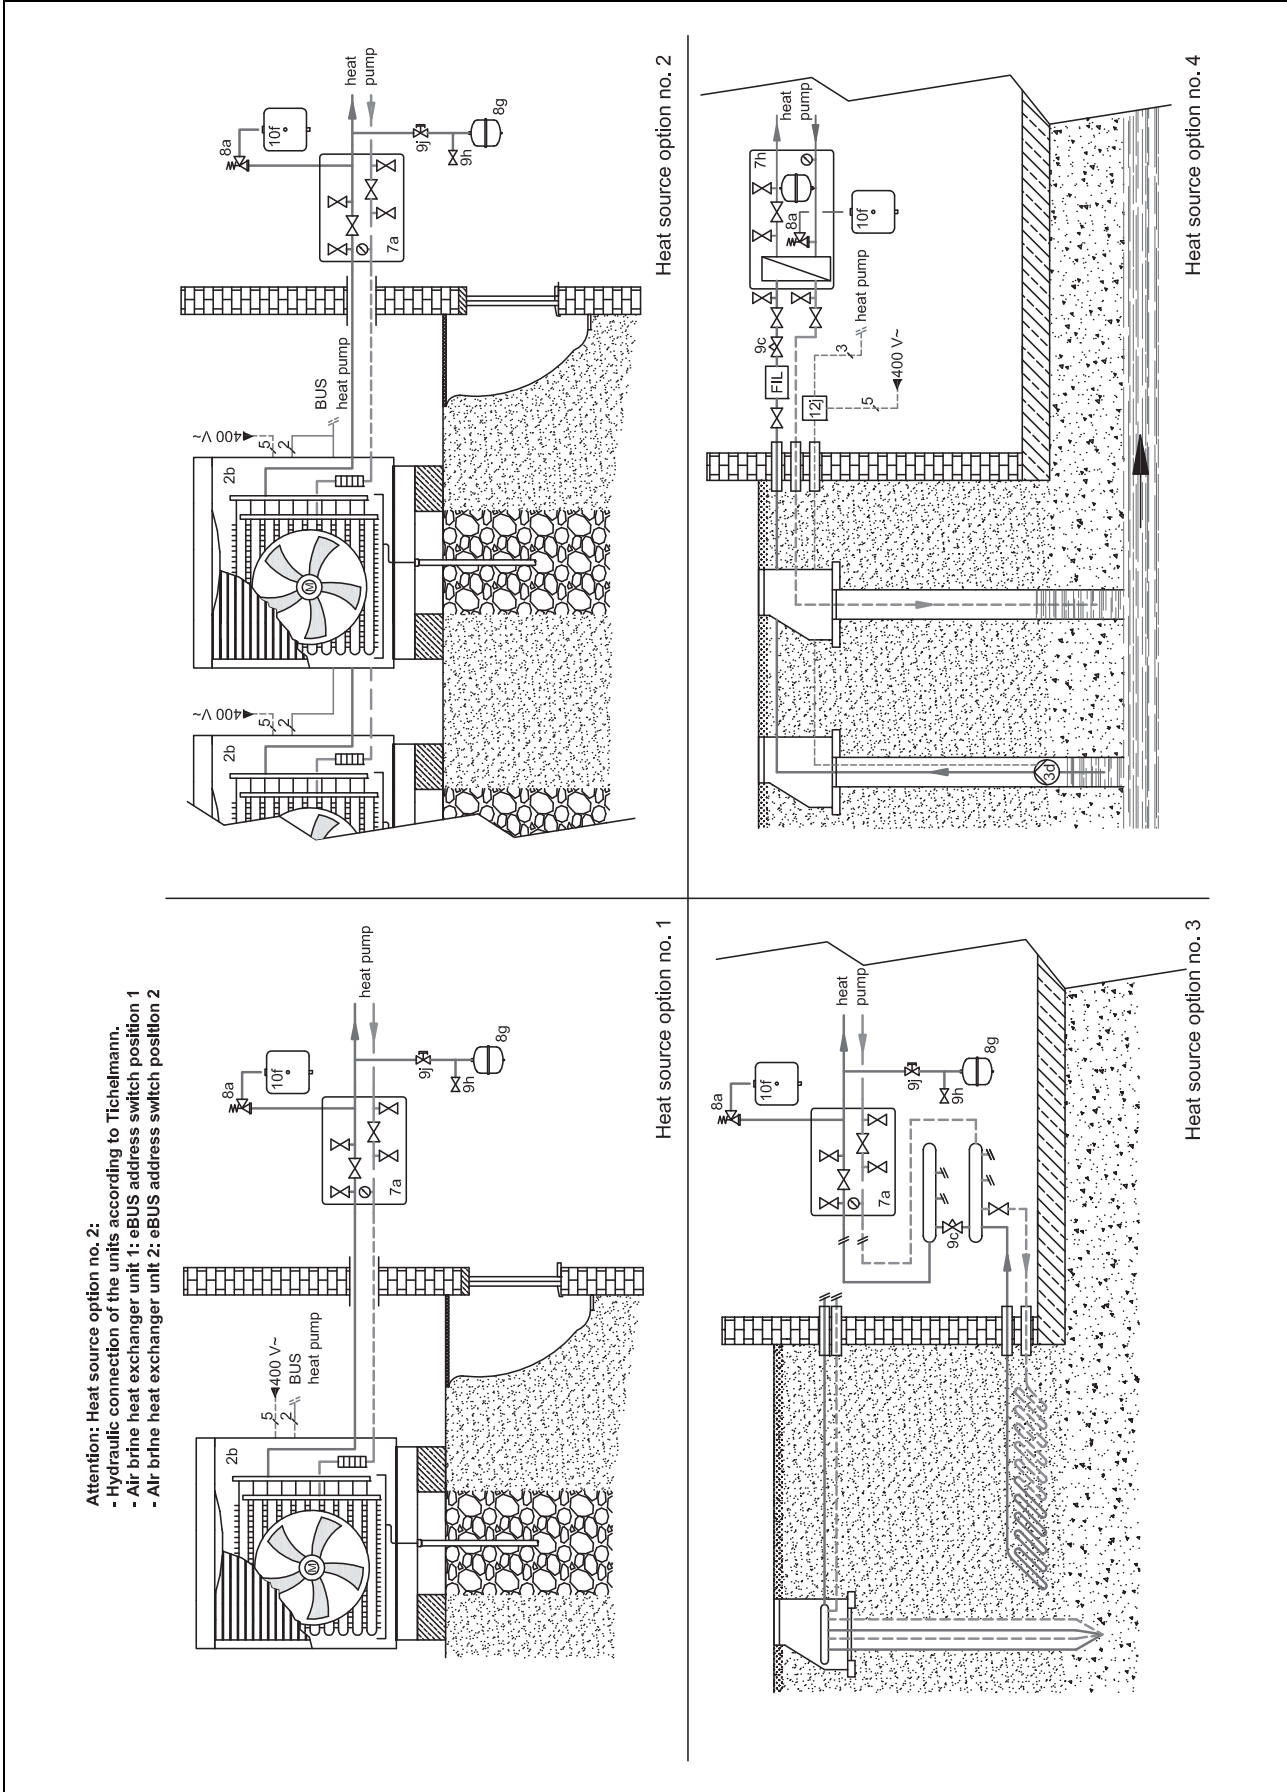 Attention: Heat source option no. 2:
- Hydraulic connection of the units according to Tichelmann.
- Air brine heat exchanger unit 1: eBUS address switch position 1
- Air brine heat exchanger unit 2: eBUS address switch position 2
2b
5
400 V~
2
BUS
heat pump
8a
10f
7a
9j
9h
8g
heat pump
Heat source option no. 1
2b
400 V~
5
2
2b
400 V~
5
2
BUS
heat pump
8a
10f
7a
9j
9h
8g
heat
pump
Heat source option no. 2
8a
10f
7a
9j
9h
8g
9c
heat
pump
Heat source option no. 3
3d
FIL
9c
12j
5
400 V~
3
heat pump
7h
8a
10f
heat
pump
Heat source option no. 4
M
M